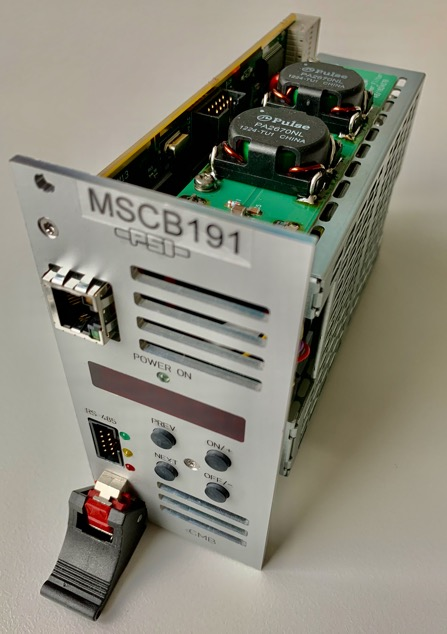 Pulse
PA2670NL
1224-TU1 CHINA
Pulse
PA2670NL
1224-TU1 CHINA
MSCB191
PSI
POWER ON
RS-485
PREV
ON/+
NEXT
OFF/-
CMB